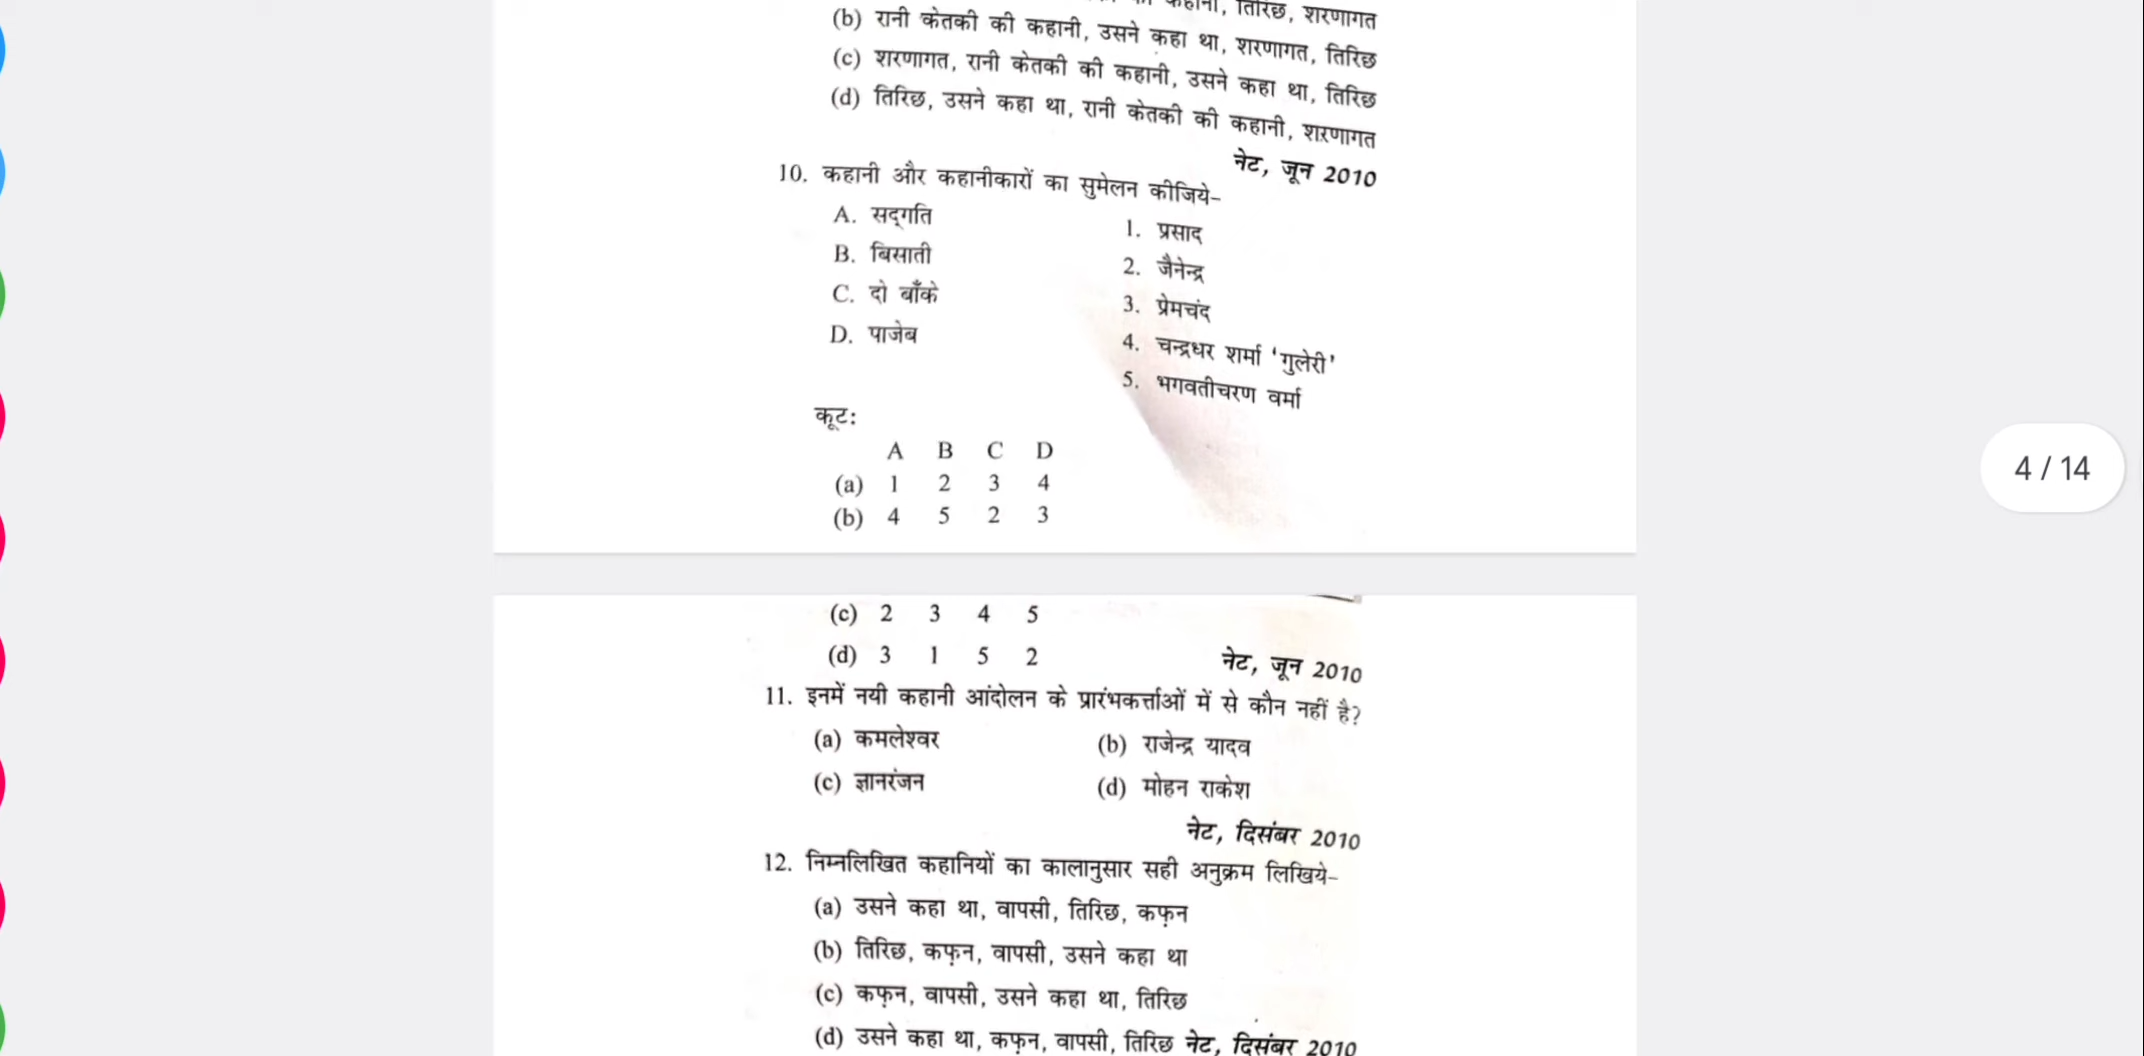 कहानी, तिरिछ, शरणागत
(b) रानी केतकी की कहानी, उसने कहा था, शरणागत, तिरिछ
(c) शरणागत, रानी केतकी की कहानी, उसने कहा था, तिरिछ
(d) तिरिछ, उसने कहा था, रानी केतकी की कहानी, शरणागत
नेट, जून 2010
10. कहानी और कहानीकारों का सुमेलन कीजिये-
A. सद्‌गति 1. प्रसाद
B. बिसाती 2. जैनेन्द्र
C. दो बाँके 3. प्रेमचंद
D. पाजेब 4. चन्द्रधर शर्मा 'गुलेरी'
5. भगवतीचरण वर्मा
कूट:
A B C D
(a) 1 2 3 4
(b) 4 5 2 3
4 / 14
(c) 2 3 4 5
(d) 3 1 5 2 नेट, जून 2010
11. इनमें नयी कहानी आंदोलन के प्रारंभकर्त्ताओं में से कौन नहीं है?
(a) कमलेश्वर (b) राजेन्द्र यादव
(c) ज्ञानरंजन (d) मोहन राकेश
नेट, दिसंबर 2010
12. निम्नलिखित कहानियों का कालानुसार सही अनुक्रम लिखिये-
(a) उसने कहा था, वापसी, तिरिछ, कफ़न
(b) तिरिछ, कफ़न, वापसी, उसने कहा था
(c) कफ़न, वापसी, उसने कहा था, तिरिछ
(d) उसने कहा था, कफ़न, वापसी, तिरिछ नेट, दिसंबर 2010